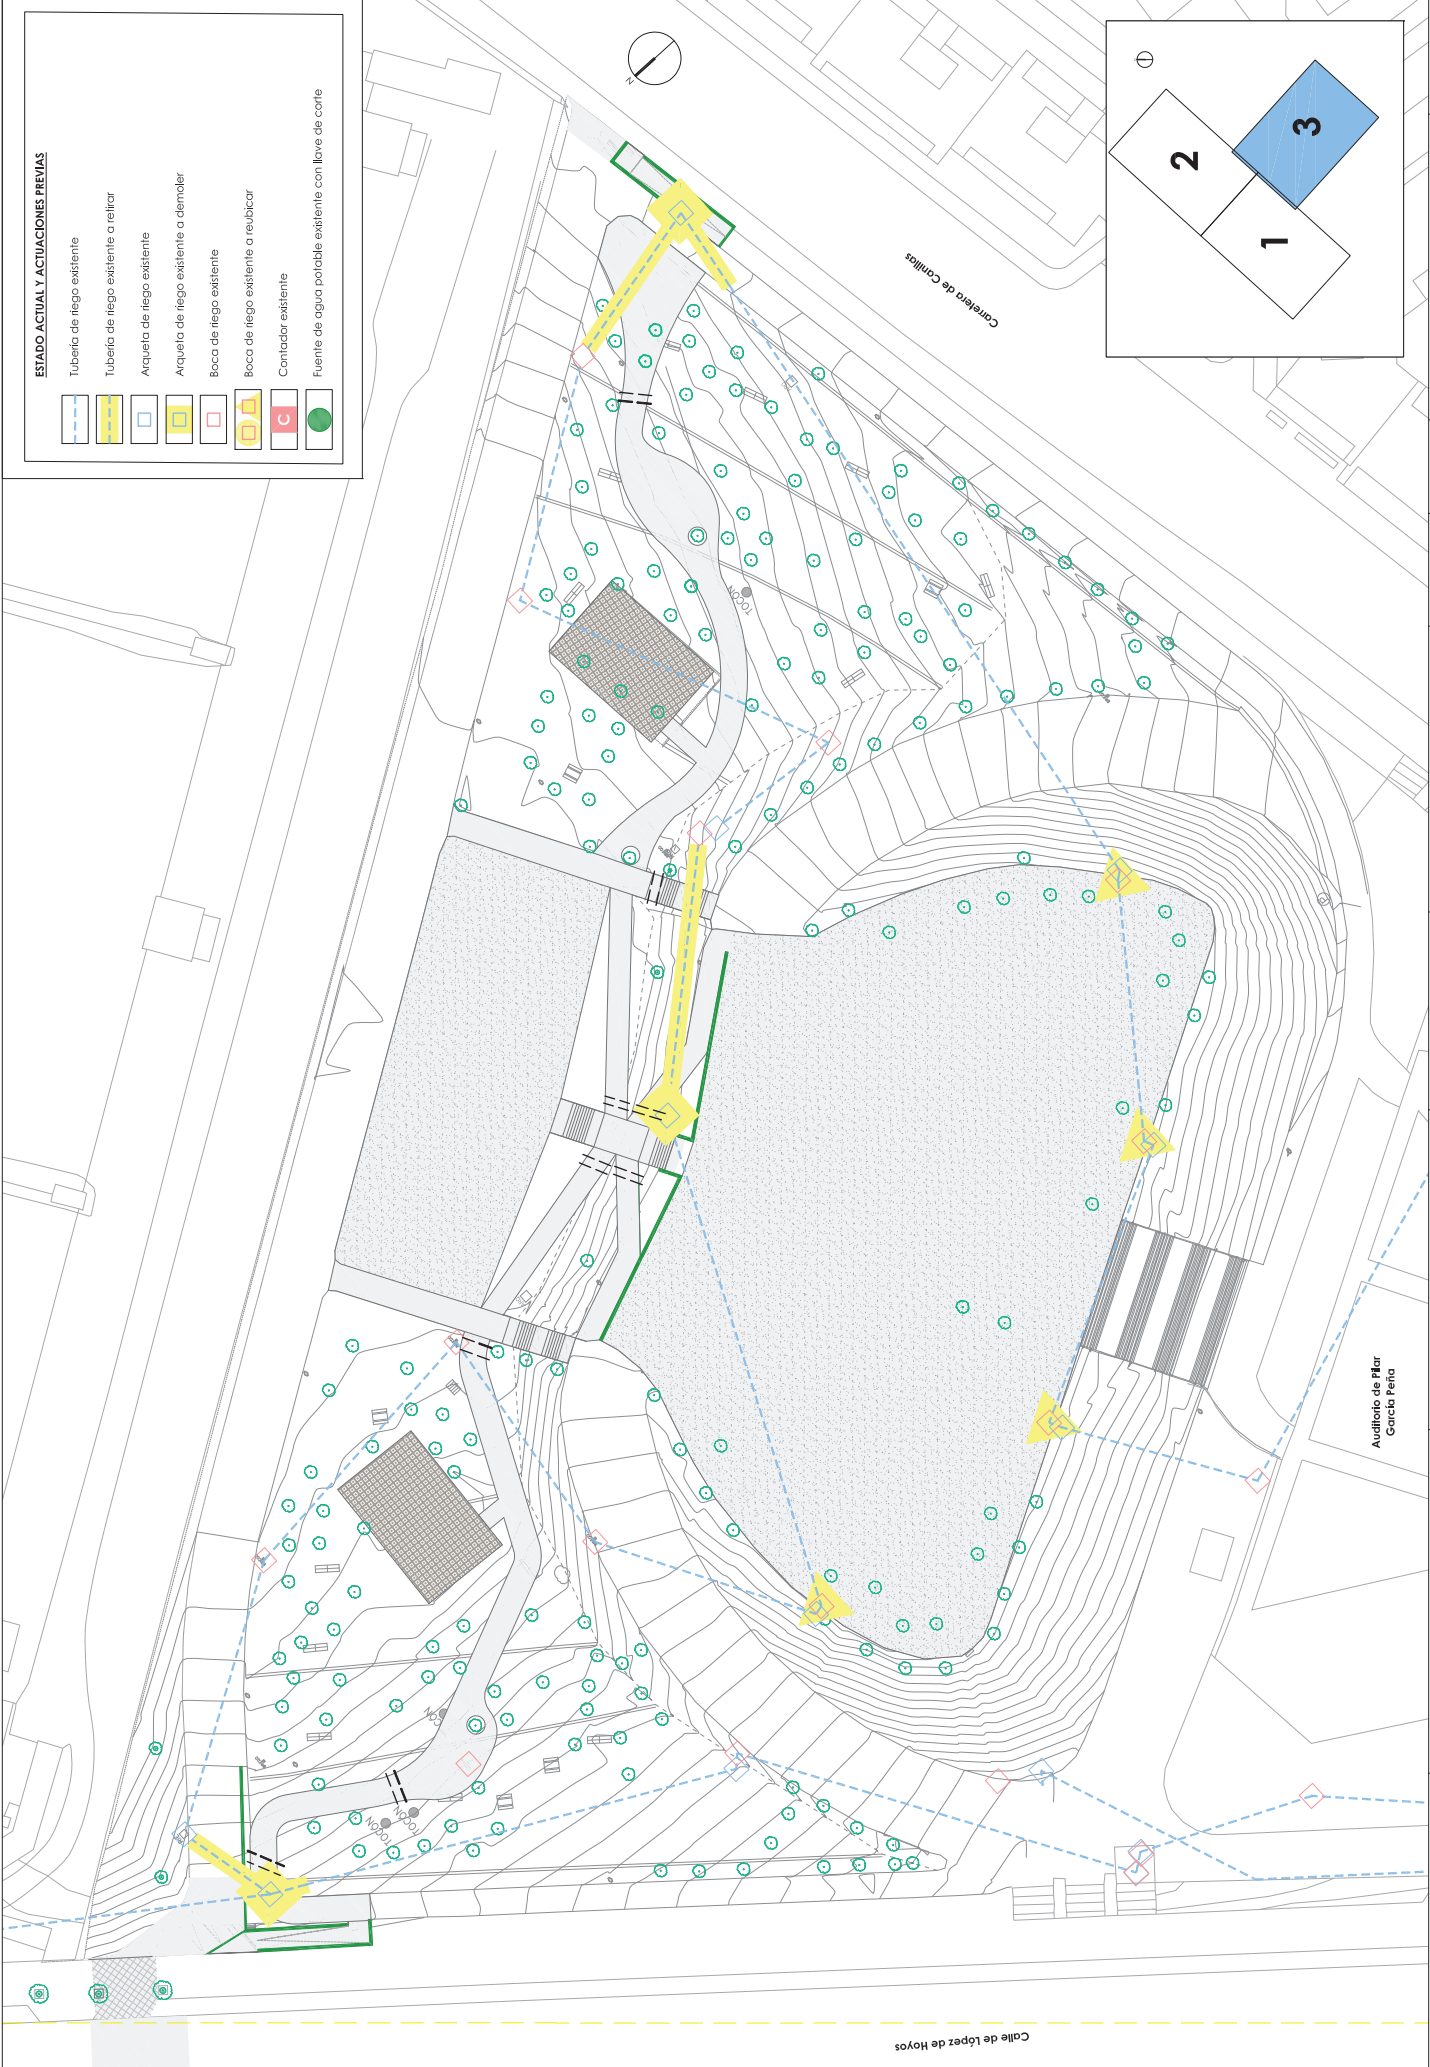 ESTADO ACTUAL Y ACTUACIONES PREVIAS
Tubería de riego existente
Tubería de riego existente a retirar
Arqueta de riego existente
Arqueta de riego existente a demoler
Boca de riego existente
Boca de riego existente a reubicar
C
Contador existente
Fuente de agua potable existente con llave de corte
N
2
3
1
Carretera de Canillas
TOCON
Auditorio de Pilar
García Peña
TOCON
TOCON
Calle de López de Hoyos